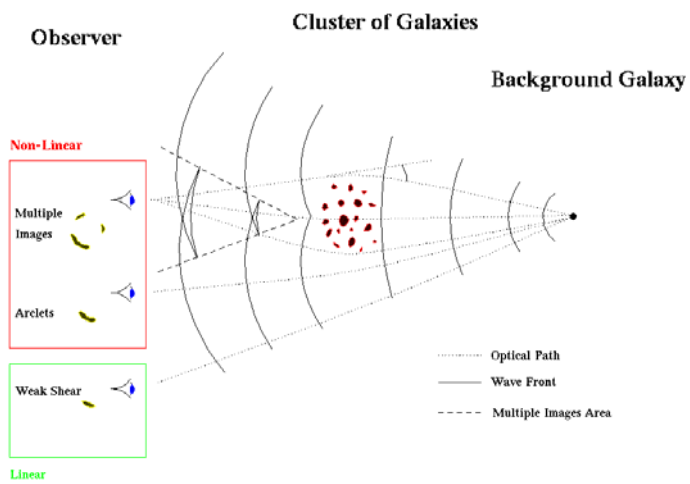 Cluster of Galaxies
Observer
Background Galaxy
Non-Linear
Multiple
Images
Arclets
Optical Path
Wave Front
Weak Shear
Multiple Images Area
Linear